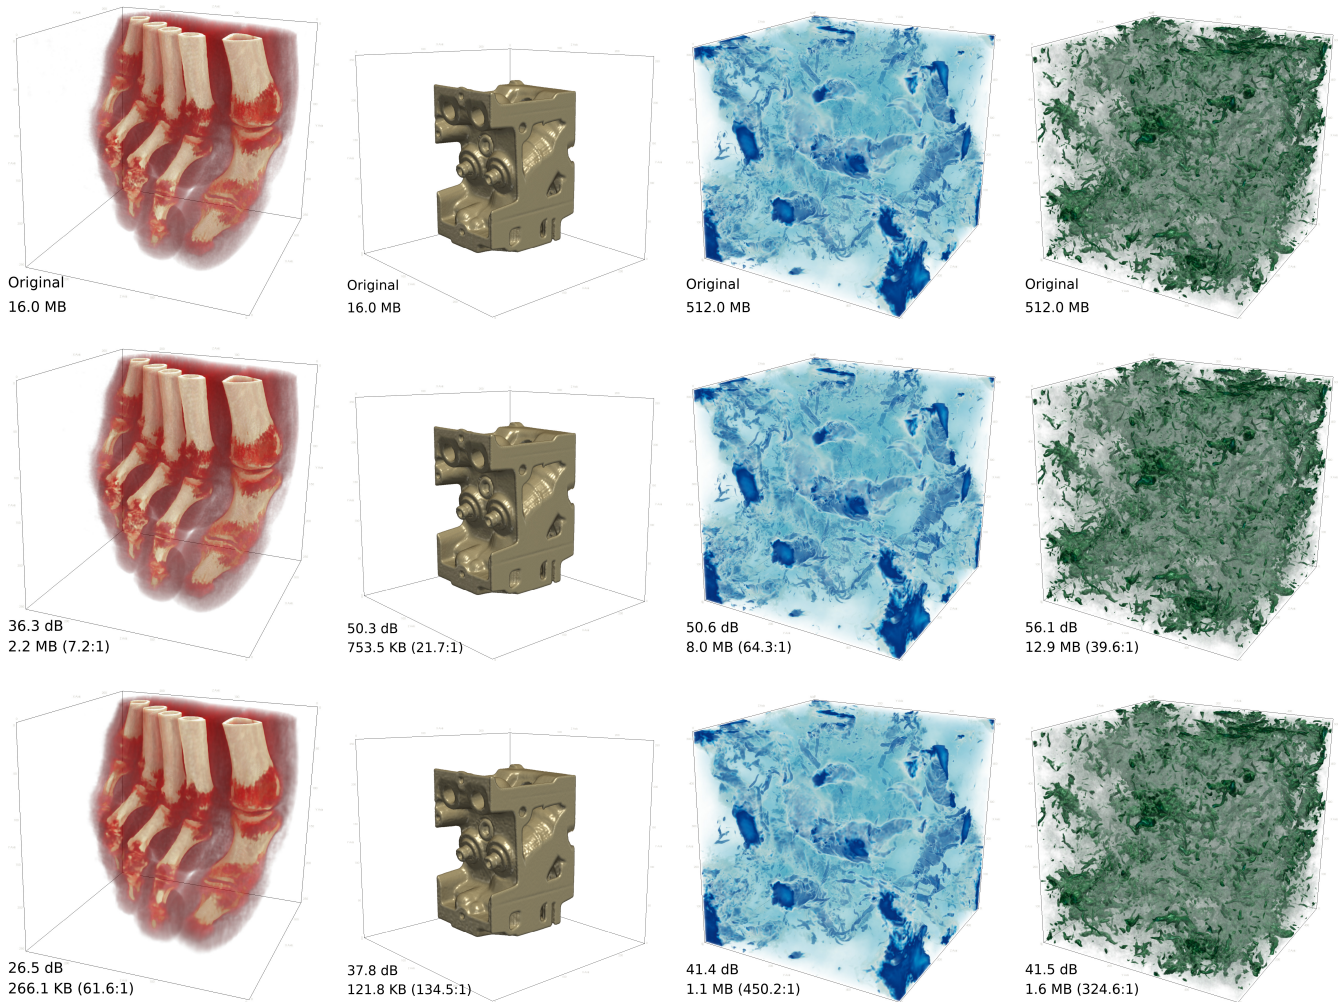 Original
16.0 MB
Original
16.0 MB
Original
512.0 MB
Original
512.0 MB
36.3 dB
2.2 MB (7.2:1)
50.3 dB
753.5 KB (21.7:1)
50.6 dB
8.0 MB (64.3:1)
56.1 dB
12.9 MB (39.6:1)
26.5 dB
266.1 KB (61.6:1)
37.8 dB
121.8 KB (134.5:1)
41.4 dB
1.1 MB (450.2:1)
41.5 dB
1.6 MB (324.6:1)